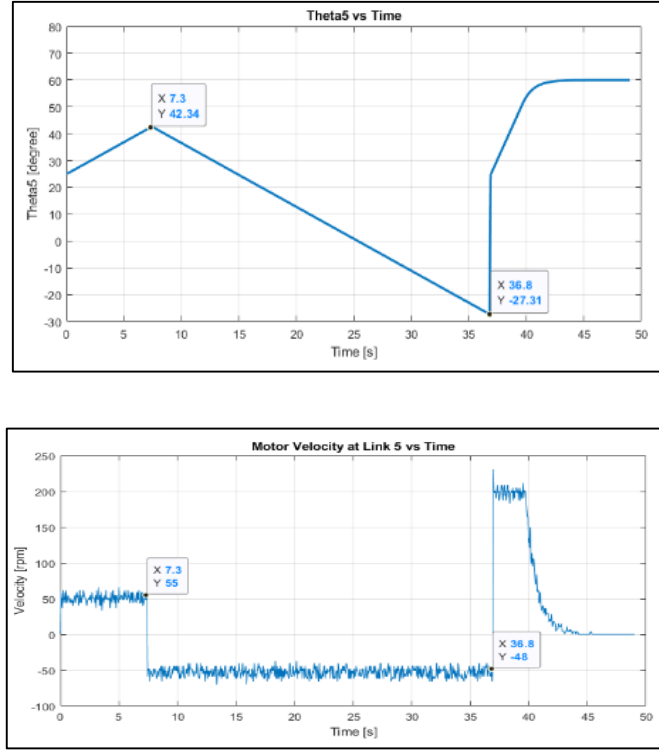 Theta5 vs Time
80
70
60
50
40
30
20
10
0
-10
-20
-30
Theta5 [degree]
X 7.3
Y 42.34
X 36.8
Y -27.31
0 5 10 15 20 25 30 35 40 45 50
Time [s]
Motor Velocity at Link 5 vs Time
250
200
150
100
50
0
-50
-100
Velocity [rpm]
X 7.3
Y 55
X 36.8
Y -48
0 5 10 15 20 25 30 35 40 45 50
Time [s]